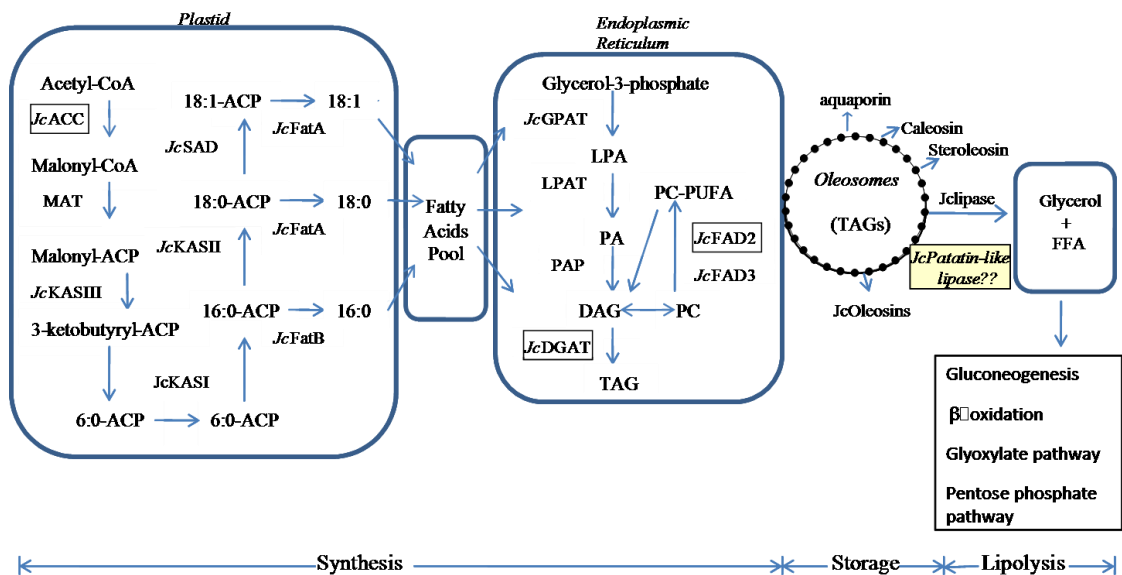 Plastid
Acetyl-CoA
JcACC
Malonyl-CoA
MAT
Malonyl-ACP
JcKASIII
3-ketobutyryl-ACP
6:0-ACP
6:0-ACP
JcKASI
16:0-ACP
JcKASII
18:0-ACP
JcSAD
18:1-ACP
18:1
JcFatA
18:0
JcFatA
16:0
JcFatB
Fatty
Acids
Pool
Endoplasmic
Reticulum
Glycerol-3-phosphate
JcGPAT
LPA
LPAT
PA
PAP
DAG
PC
PC-PUFA
JcFAD2
JcFAD3
JcDGAT
TAG
aquaporin
Caleosin
Steroleosin
Oleosomes
(TAGs)
JcOleosins
Jclipase
JcPatatin-like
lipase??
Glycerol
+
FFA
Gluconeogenesis
β□oxidation
Glyoxylate pathway
Pentose phosphate
pathway
Synthesis
Storage
Lipolysis